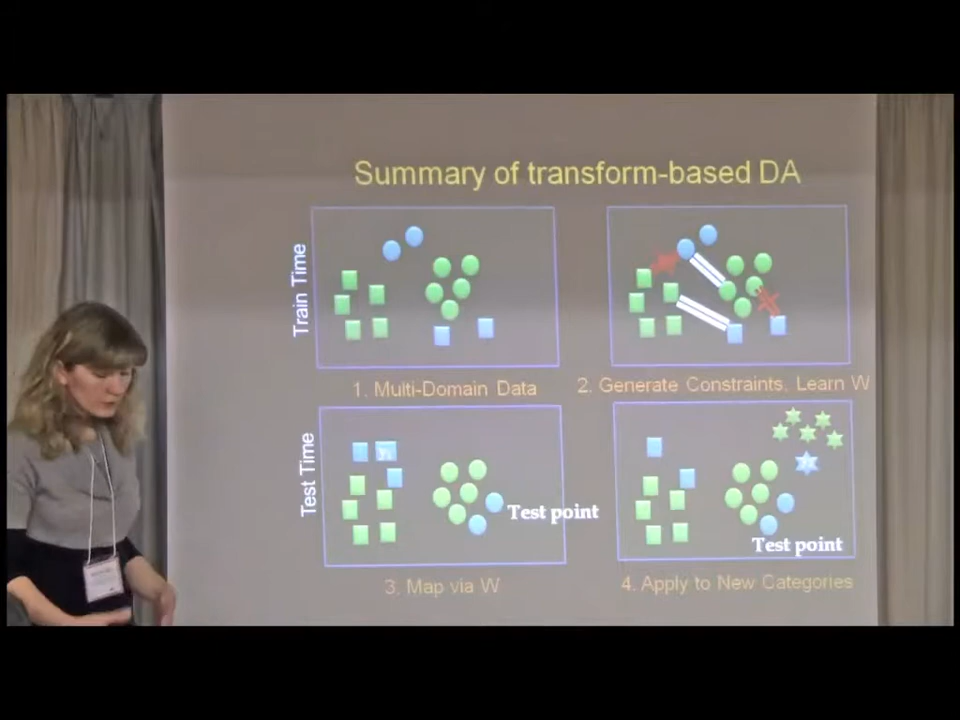 Summary of transform-based DA
Train Time
1. Multi-Domain Data
2. Generate Constraints, Learn W
Test Time
Test point
3. Map via W
Test point
4. Apply to New Categories